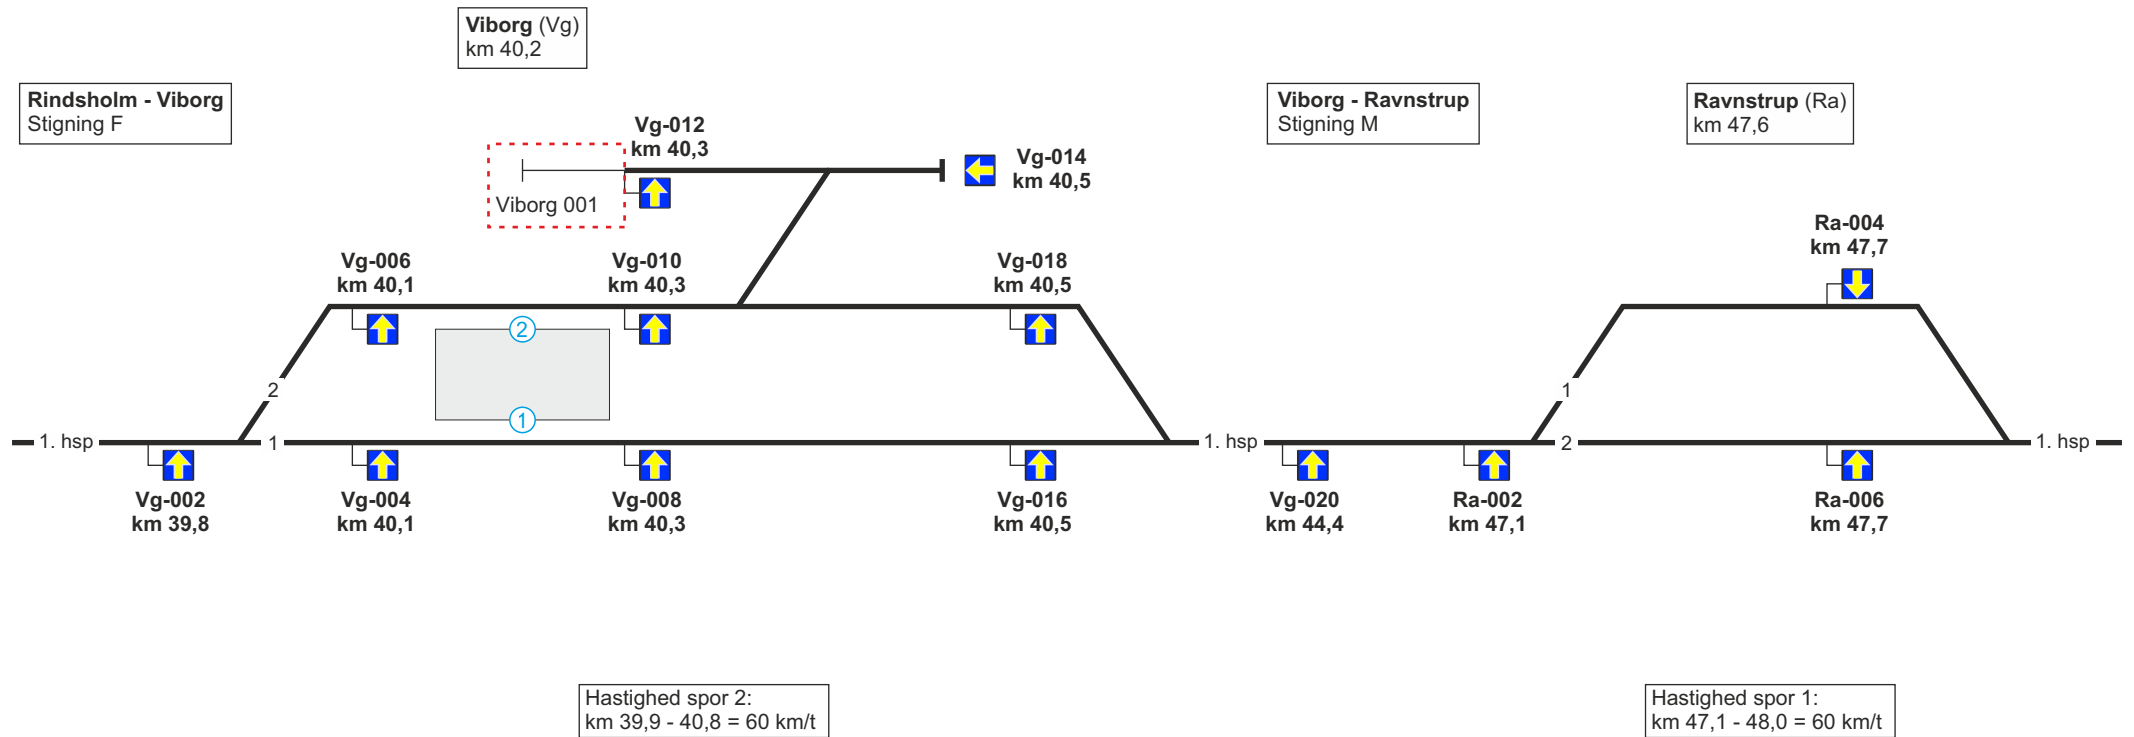 Viborg (Vg)
km 40,2
Rindsholm - Viborg
Stigning F
Viborg - Ravnstrup
Stigning M
Ravnstrup (Ra)
km 47,6
Vg-012
km 40,3
Vg-014
km 40,5
Viborg 001
Ra-004
km 47,7
Vg-006
km 40,1
Vg-010
km 40,3
Vg-018
km 40,5
2
2
1
1
1. hsp
1
1. hsp
2
1. hsp
Vg-002
km 39,8
Vg-004
km 40,1
Vg-008
km 40,3
Vg-016
km 40,5
Vg-020
km 44,4
Ra-002
km 47,1
Ra-006
km 47,7
Hastighed spor 2:
km 39,9 - 40,8 = 60 km/t
Hastighed spor 1:
km 47,1 - 48,0 = 60 km/t